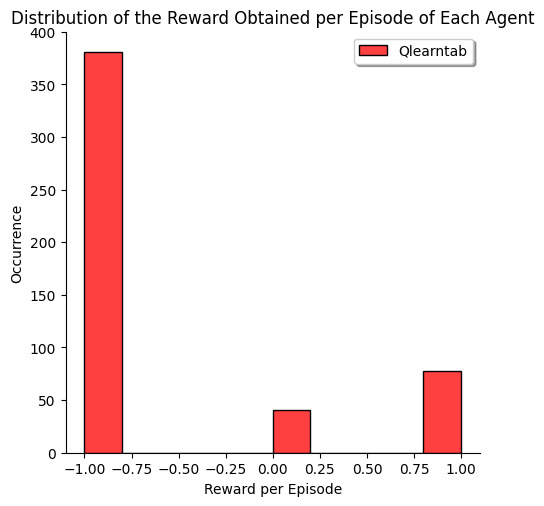 Distribution of the Reward Obtained per Episode of Each Agent
Qlearntab
400
350
300
250
200
150
100
50
0
Occurrence
−1.00 −0.75 −0.50 −0.25 0.00 0.25 0.50 0.75 1.00
Reward per Episode